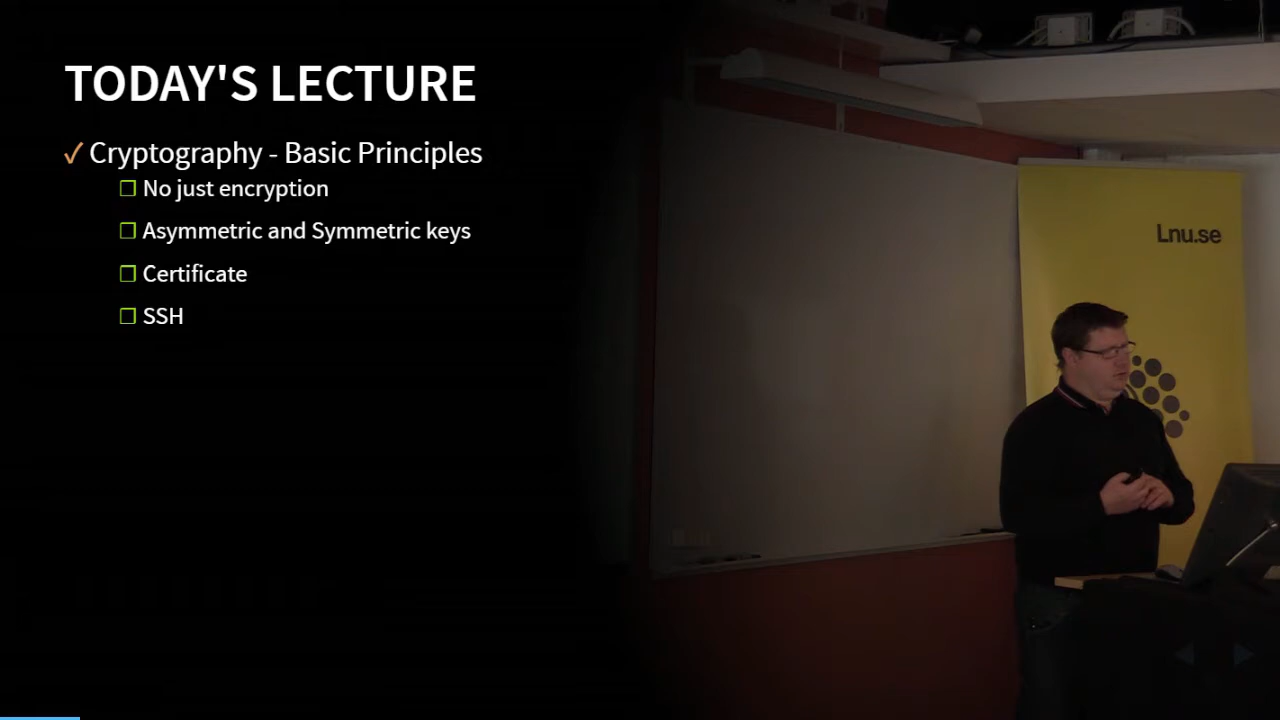 TODAY'S LECTURE
✓ Cryptography - Basic Principles
❐ No just encryption
❐ Asymmetric and Symmetric keys
❐ Certificate
❐ SSH
Lnu.se